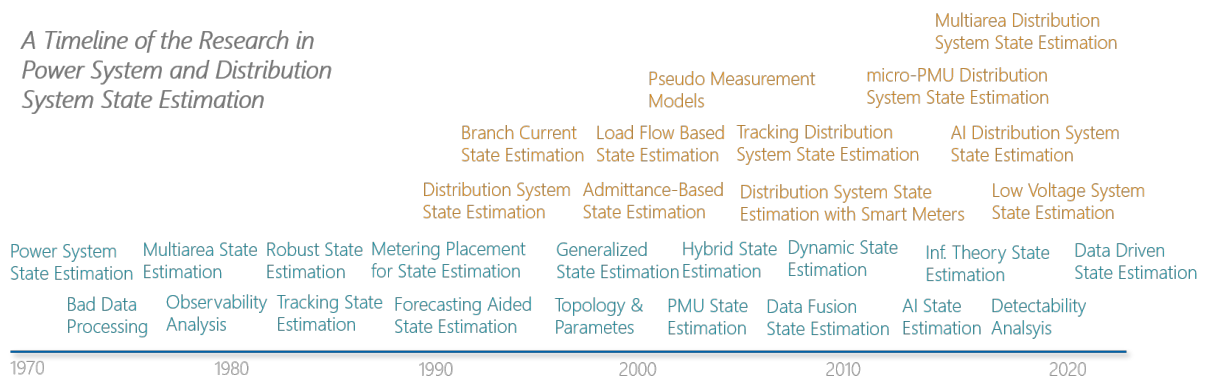 A Timeline of the Research in
Power System and Distribution
System State Estimation
Multiarea Distribution
System State Estimation
Pseudo Measurement
Models
micro-PMU Distribution
System State Estimation
Branch Current
State Estimation
Load Flow Based
State Estimation
Tracking Distribution
System State Estimation
AI Distribution System
State Estimation
Distribution System
State Estimation
Admittance-Based
State Estimation
Distribution System State
Estimation with Smart Meters
Low Voltage System
State Estimation
Power System
State Estimation
Multiarea State
Estimation
Robust State
Estimation
Metering Placement
for State Estimation
Generalized
State Estimation
Hybrid State
Estimation
Dynamic State
Estimation
Inf. Theory State
Estimation
Data Driven
State Estimation
Bad Data
Processing
Observability
Analysis
Tracking State
Estimation
Forecasting Aided
State Estimation
Topology &
Parametes
PMU State
Estimation
Data Fusion
State Estimation
AI State
Estimation
Detectability
Analsyis
1970
1980
1990
2000
2010
2020